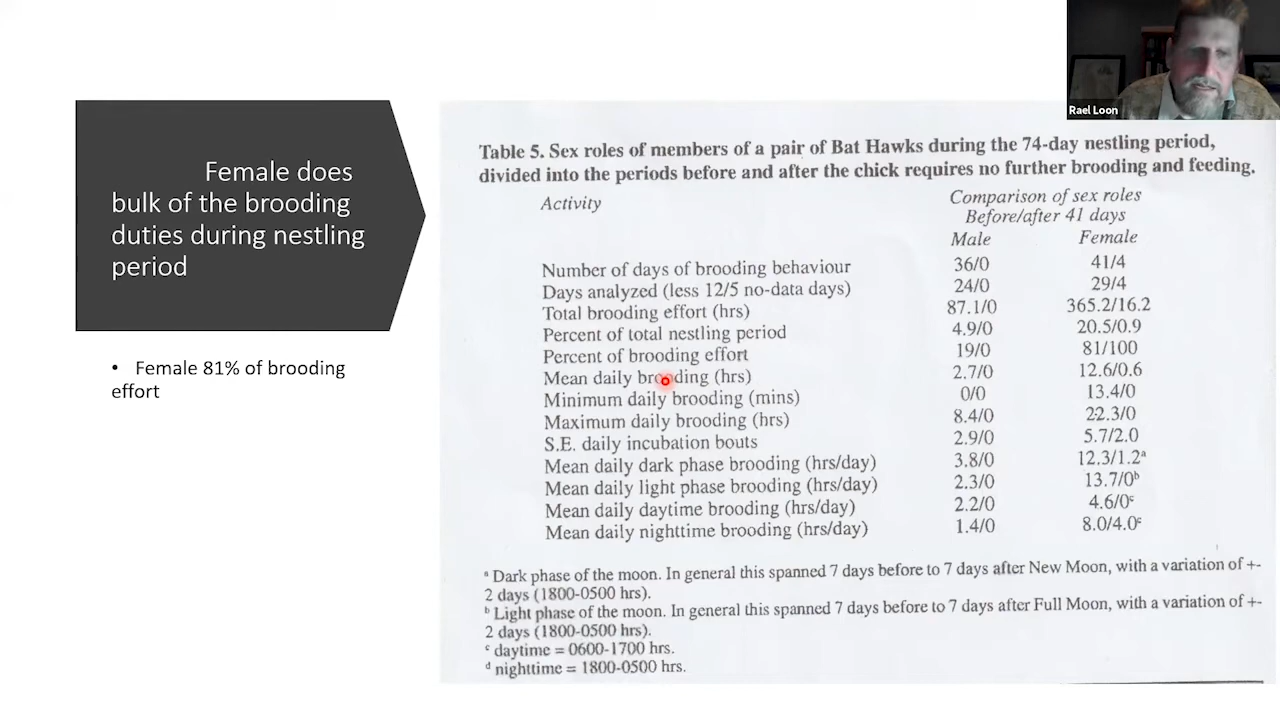 Rael Loon
Female does
bulk of the brooding
duties during nestling
period
• Female 81% of brooding
effort
Table 5. Sex roles of members of a pair of Bat Hawks during the 74-day nestling period,
divided into the periods before and after the chick requires no further brooding and feeding.
Activity Comparison of sex roles
Before/after 41 days
Male Female
Number of days of brooding behaviour 36/0 41/4
Days analyzed (less 12/5 no-data days) 24/0 29/4
Total brooding effort (hrs) 87.1/0 365.2/16.2
Percent of total nestling period 4.9/0 20.5/0.9
Percent of brooding effort 19/0 81/100
Mean daily brooding (hrs) 2.7/0 12.6/0.6
Minimum daily brooding (mins) 0/0 13.4/0
Maximum daily brooding (hrs) 8.4/0 22.3/0
S.E. daily incubation bouts 2.9/0 5.7/2.0
Mean daily dark phase brooding (hrs/day) 3.8/0 12.3/1.2ᵃ
Mean daily light phase brooding (hrs/day) 2.3/0 13.7/0ᵇ
Mean daily daytime brooding (hrs/day) 2.2/0 4.6/0ᶜ
Mean daily nighttime brooding (hrs/day) 1.4/0 8.0/4.0ᶜ
ᵃ Dark phase of the moon. In general this spanned 7 days before to 7 days after New Moon, with a variation of +-
2 days (1800-0500 hrs).
ᵇ Light phase of the moon. In general this spanned 7 days before to 7 days after Full Moon, with a variation of +-
2 days (1800-0500 hrs).
ᶜ daytime = 0600-1700 hrs.
ᵈ nighttime = 1800-0500 hrs.